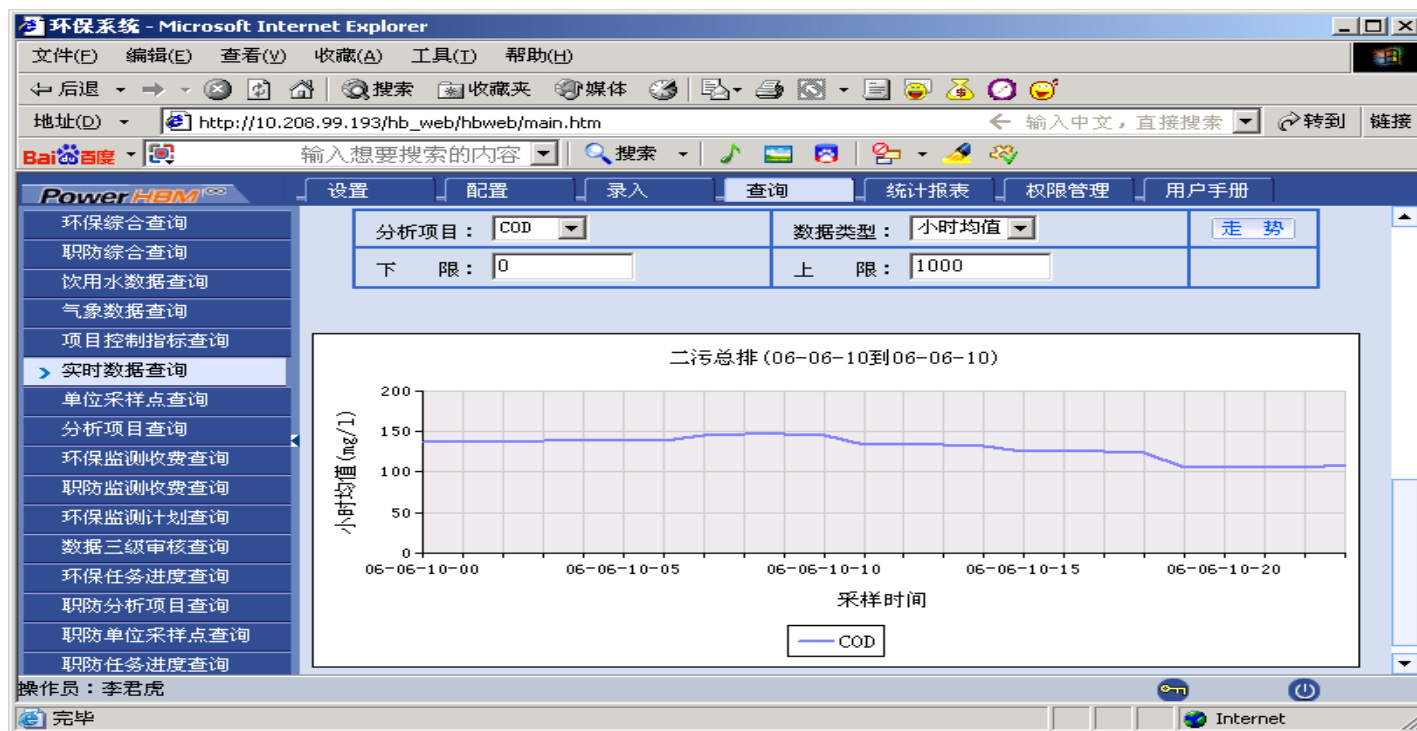 环保系统 - Microsoft Internet Explorer
文件(F) 编辑(E) 查看(V) 收藏(A) 工具(T) 帮助(H)
后退 搜索 收藏夹 媒体
地址(D) http://10.208.99.193/hb_web/hbweb/main.htm 输入中文，直接搜索 转到 链接
Bai百度 输入想要搜索的内容 搜索
PowerHBM 设置 配置 录入 查询 统计报表 权限管理 用户手册
环保综合查询
职防综合查询
饮用水数据查询
气象数据查询
项目控制指标查询
实时数据查询
单位采样点查询
分析项目查询
环保监测收费查询
职防监测收费查询
环保监测计划查询
数据三级审核查询
环保任务进度查询
职防分析项目查询
职防单位采样点查询
职防任务进度查询
分析项目： COD 数据类型： 小时均值 走 势
下 限： 0 上 限： 1000
二污总排(06-06-10到06-06-10)
小时均值(mg/l)
200
150
100
50
0
06-06-10-00 06-06-10-05 06-06-10-10 06-06-10-15 06-06-10-20
采样时间
COD
操作员：李君虎
完毕 Internet